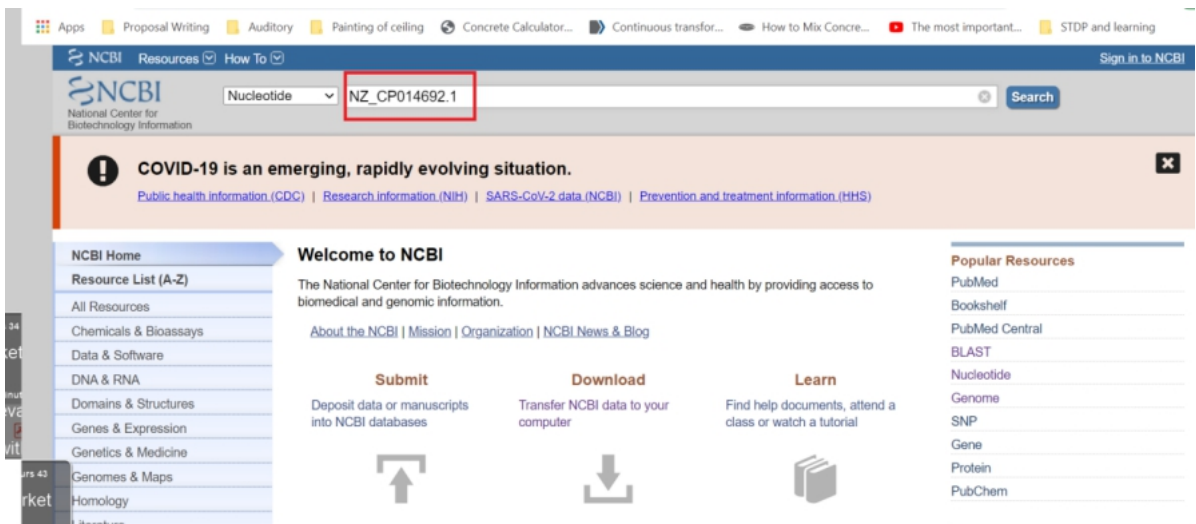 Apps Proposal Writing Auditory Painting of ceiling Concrete Calculator... Continuous transfor... How to Mix Concre... The most important... STDP and learning
NCBI Resources How To Sign in to NCBI
NCBI
National Center for
Biotechnology Information
Nucleotide NZ_CP014692.1 Search
COVID-19 is an emerging, rapidly evolving situation.
Public health information (CDC) | Research information (NIH) | SARS-CoV-2 data (NCBI) | Prevention and treatment information (HHS)
NCBI Home
Resource List (A-Z)
All Resources
Chemicals & Bioassays
Data & Software
DNA & RNA
Domains & Structures
Genes & Expression
Genetics & Medicine
Genomes & Maps
Homology
Welcome to NCBI
The National Center for Biotechnology Information advances science and health by providing access to
biomedical and genomic information.
About the NCBI | Mission | Organization | NCBI News & Blog
Submit
Deposit data or manuscripts
into NCBI databases
Download
Transfer NCBI data to your
computer
Learn
Find help documents, attend a
class or watch a tutorial
Popular Resources
PubMed
Bookshelf
PubMed Central
BLAST
Nucleotide
Genome
SNP
Gene
Protein
PubChem
34
43
rket